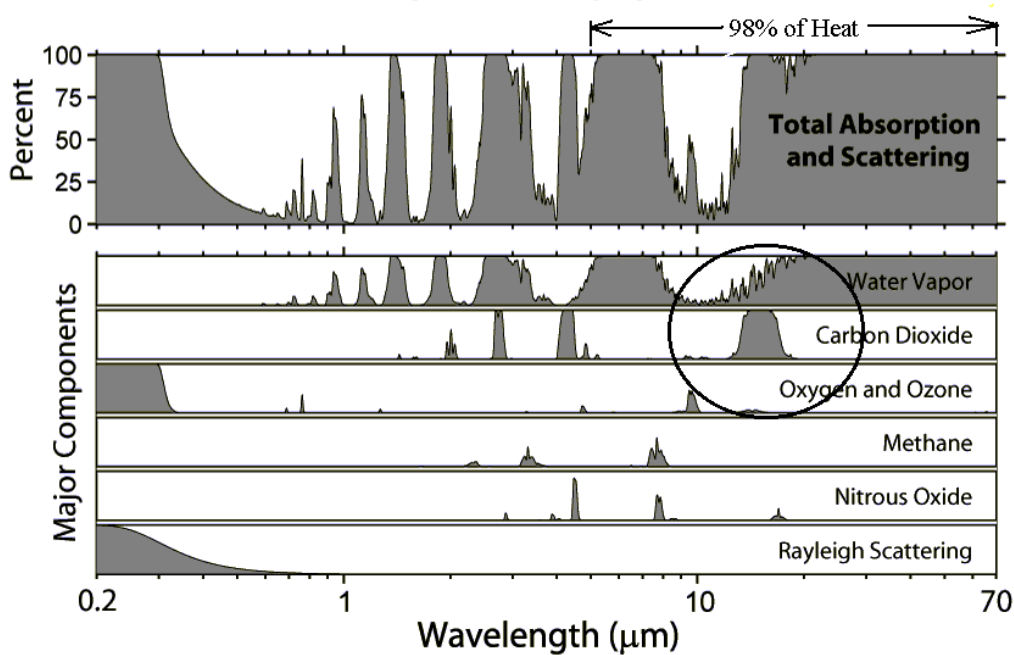 98% of Heat
100
75
50
25
0
Percent
Total Absorption
and Scattering
Major Components
Water Vapor
Carbon Dioxide
Oxygen and Ozone
Methane
Nitrous Oxide
Rayleigh Scattering
0.2
1
10
70
Wavelength (μm)